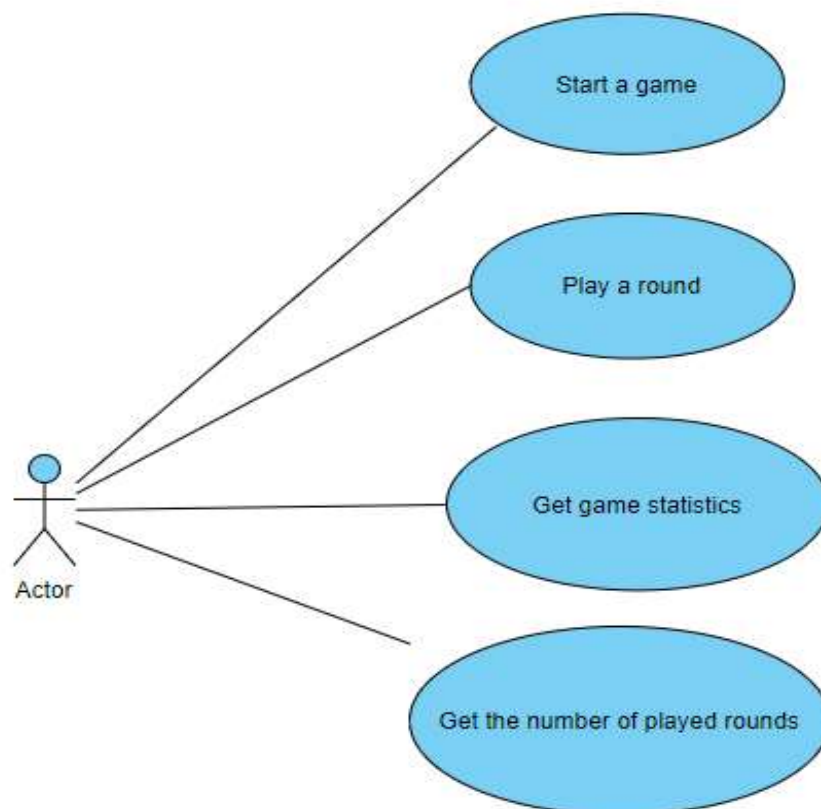 Start a game
Play a round
Get game statistics
Actor
Get the number of played rounds